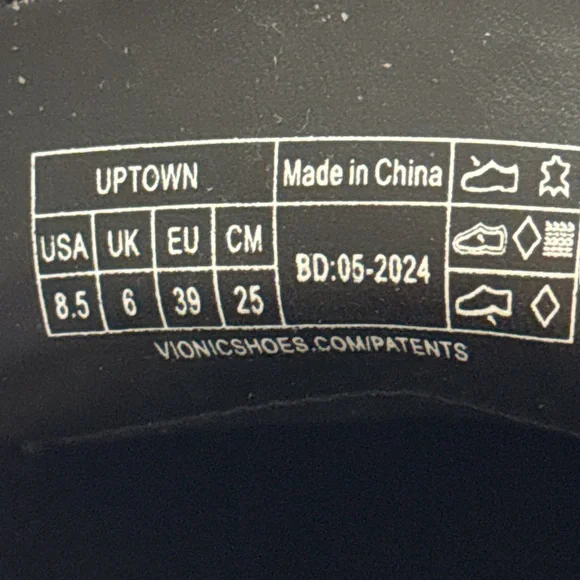 UPTOWN Made in China
USA UK EU CM
BD:05-2024
8.5 6 39 25
VIONICSHOES.COM/PATENTS